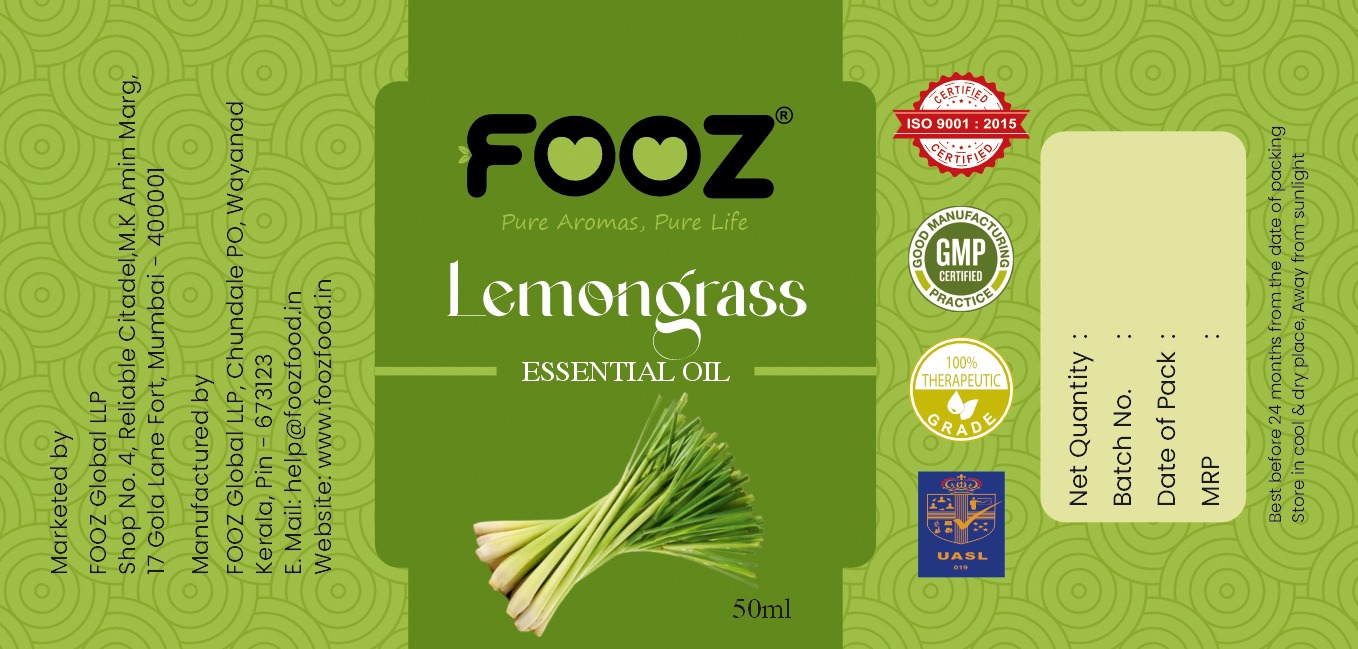 Marketed by
FOOZ Global LLP
Shop No. 4, Reliable Citadel,M.K Amin Marg,
17 Gola Lane Fort, Mumbai - 400001
Manufactured by
FOOZ Global LLP, Chundale PO, Wayanad
Kerala, Pin - 673123
E. Mail: help@foozfood.in
Website: www.foozfood.in
FOOZ®
Pure Aromas, Pure Life
Lemongrass
ESSENTIAL OIL
50ml
CERTIFIED
ISO 9001 : 2015
CERTIFIED
GOOD MANUFACTURING
GMP
CERTIFIED
PRACTICE
100%
THERAPEUTIC
GRADE
UASL
019
Net Quantity :
Batch No. :
Date of Pack :
MRP :
Best before 24 months from the date of packing
Store in cool & dry place, Away from sunlight